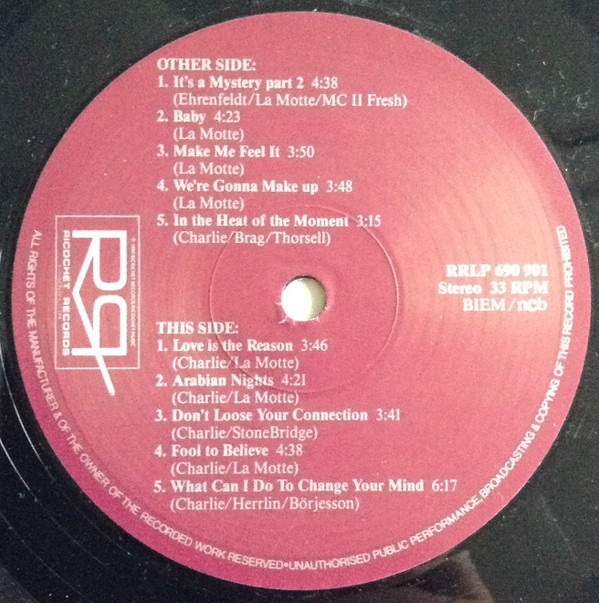 OTHER SIDE:
1. It's a Mystery part 2 4:38
(Ehrenfeldt/La Motte/MC II Fresh)
2. Baby 4:23
(La Motte)
3. Make Me Feel It 3:50
(La Motte)
4. We're Gonna Make up 3:48
(La Motte)
5. In the Heat of the Moment 3:15
(Charlie/Brag/Thorsell)
RRLP 690 901
Stereo 33 RPM
BIEM/ncb
RR
RICOCHET RECORDS
THIS SIDE:
1. Love is the Reason 3:46
(Charlie/La Motte)
2. Arabian Nights 4:21
(Charlie/La Motte)
3. Don't Loose Your Connection 3:41
(Charlie/StoneBridge)
4. Fool to Believe 4:38
(Charlie/La Motte)
5. What Can I Do To Change Your Mind 6:17
(Charlie/Herrlin/Börjesson)
ALL RIGHTS OF THE MANUFACTURER & OF THE OWNER OF THE RECORDED WORK RESERVED•UNAUTHORISED PUBLIC PERFORMANCE, BROADCASTING & COPYING OF THIS RECORD PROHIBITED